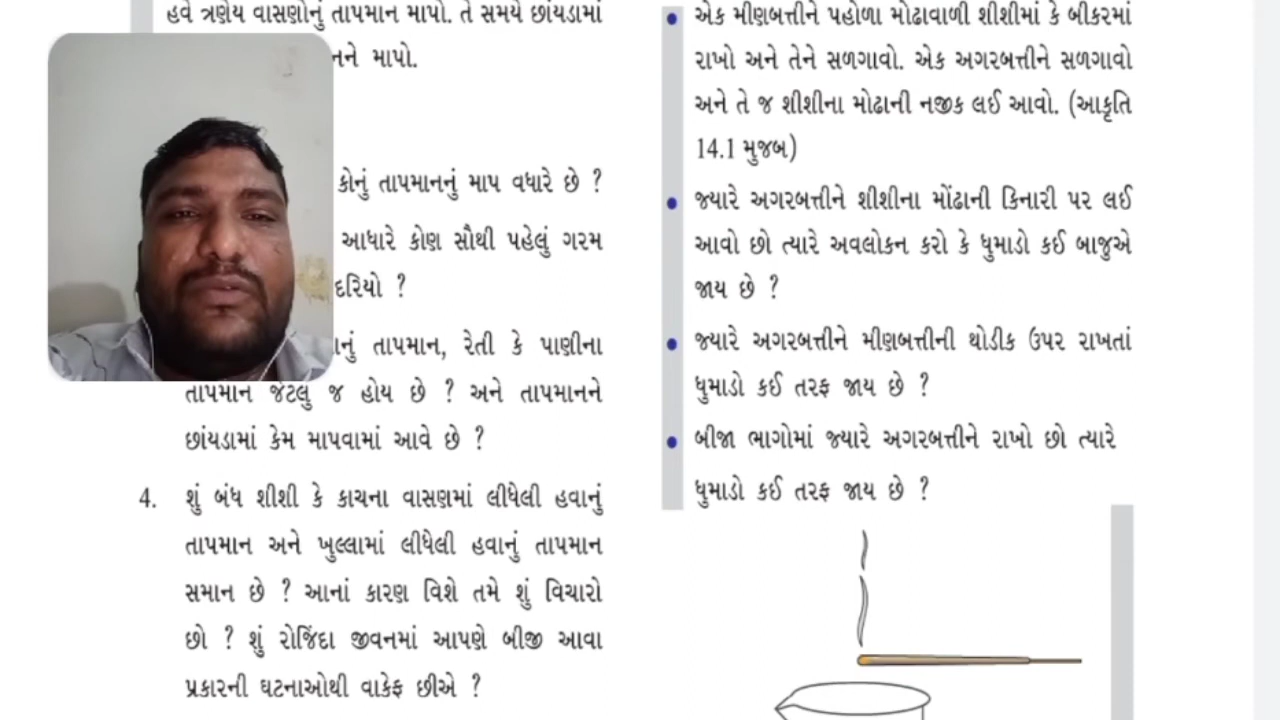 હવે ત્રણેય વાસણોનું તાપમાન માપો. તે સમયે છાંયડામાં
માપો.
કોનું તાપમાનનું માપ વધારે છે ?
આધારે કોણ સૌથી પહેલું ગરમ
દરિયો ?
તાપમાન, રેતી કે પાણીના
તાપમાન જેટલું જ હોય છે ? અને તાપમાનને
છાંયડામાં કેમ માપવામાં આવે છે ?
4. શું બંધ શીશી કે કાચના વાસણમાં લીધેલી હવાનું
તાપમાન અને ખુલ્લામાં લીધેલી હવાનું તાપમાન
સમાન છે ? આનાં કારણ વિશે તમે શું વિચારો
છો ? શું રોજિંદા જીવનમાં આપણે બીજી આવા
પ્રકારની ઘટનાઓથી વાકેફ છીએ ?
• એક મીણબત્તીને પહોળા મોઢાવાળી શીશીમાં કે બીકરમાં
રાખો અને તેને સળગાવો. એક અગરબત્તીને સળગાવો
અને તે જ શીશીના મોઢાની નજીક લઈ આવો. (આકૃતિ
14.1 મુજબ)
• જ્યારે અગરબત્તીને શીશીના મોંઢાની કિનારી પર લઈ
આવો છો ત્યારે અવલોકન કરો કે ધુમાડો કઈ બાજુએ
જાય છે ?
• જ્યારે અગરબત્તીને મીણબત્તીની થોડીક ઉપર રાખતાં
ધુમાડો કઈ તરફ જાય છે ?
• બીજા ભાગોમાં જ્યારે અગરબત્તીને રાખો છો ત્યારે
ધુમાડો કઈ તરફ જાય છે ?